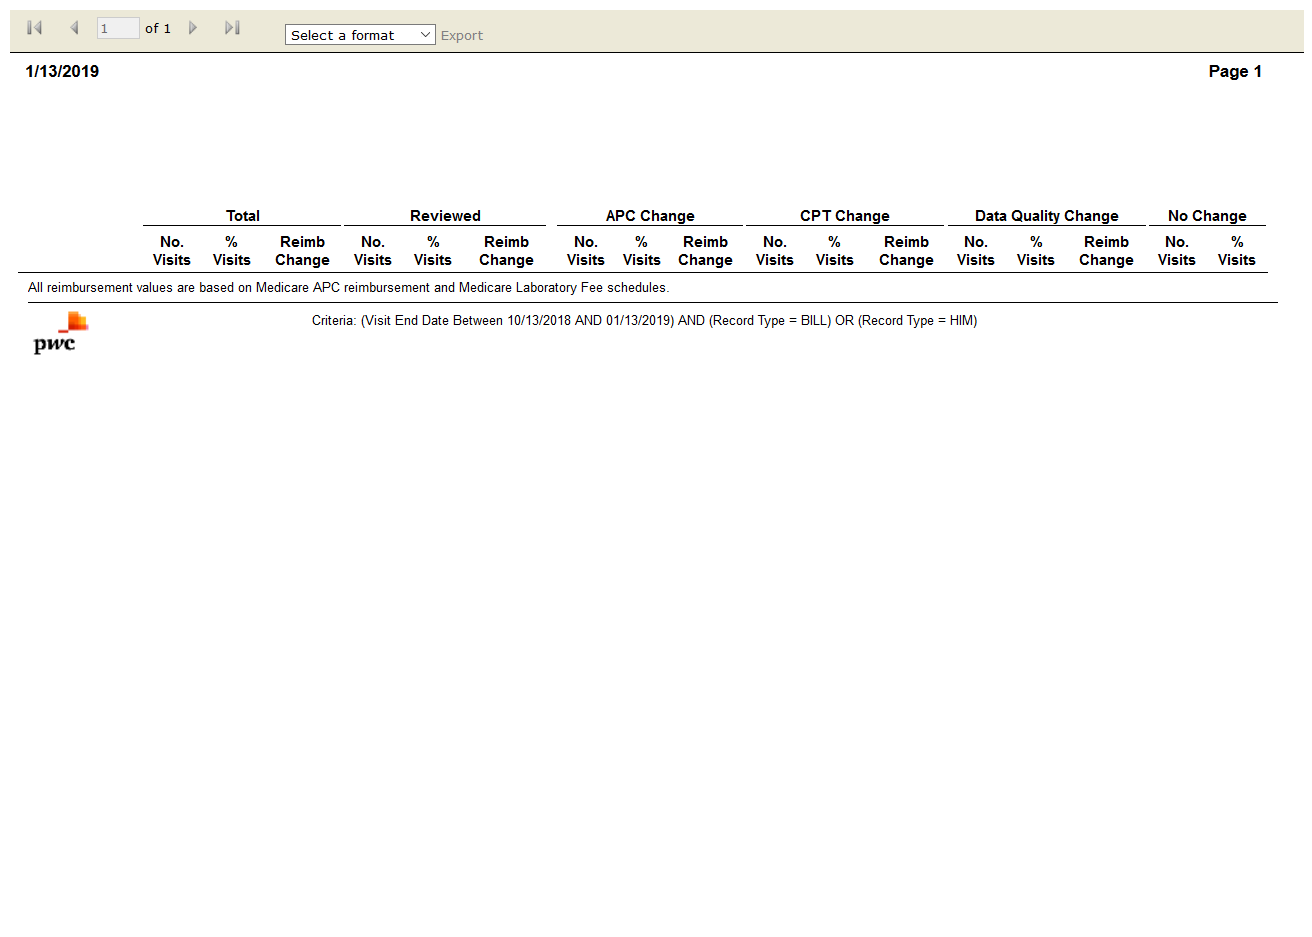 1 of 1 Select a format Export
1/13/2019 Page 1
Total Reviewed APC Change CPT Change Data Quality Change No Change
No. % Reimb No. % Reimb No. % Reimb No. % Reimb No. % Reimb No. %
Visits Visits Change Visits Visits Change Visits Visits Change Visits Visits Change Visits Visits Change Visits Visits
All reimbursement values are based on Medicare APC reimbursement and Medicare Laboratory Fee schedules.
Criteria: (Visit End Date Between 10/13/2018 AND 01/13/2019) AND (Record Type = BILL) OR (Record Type = HIM)
pwc